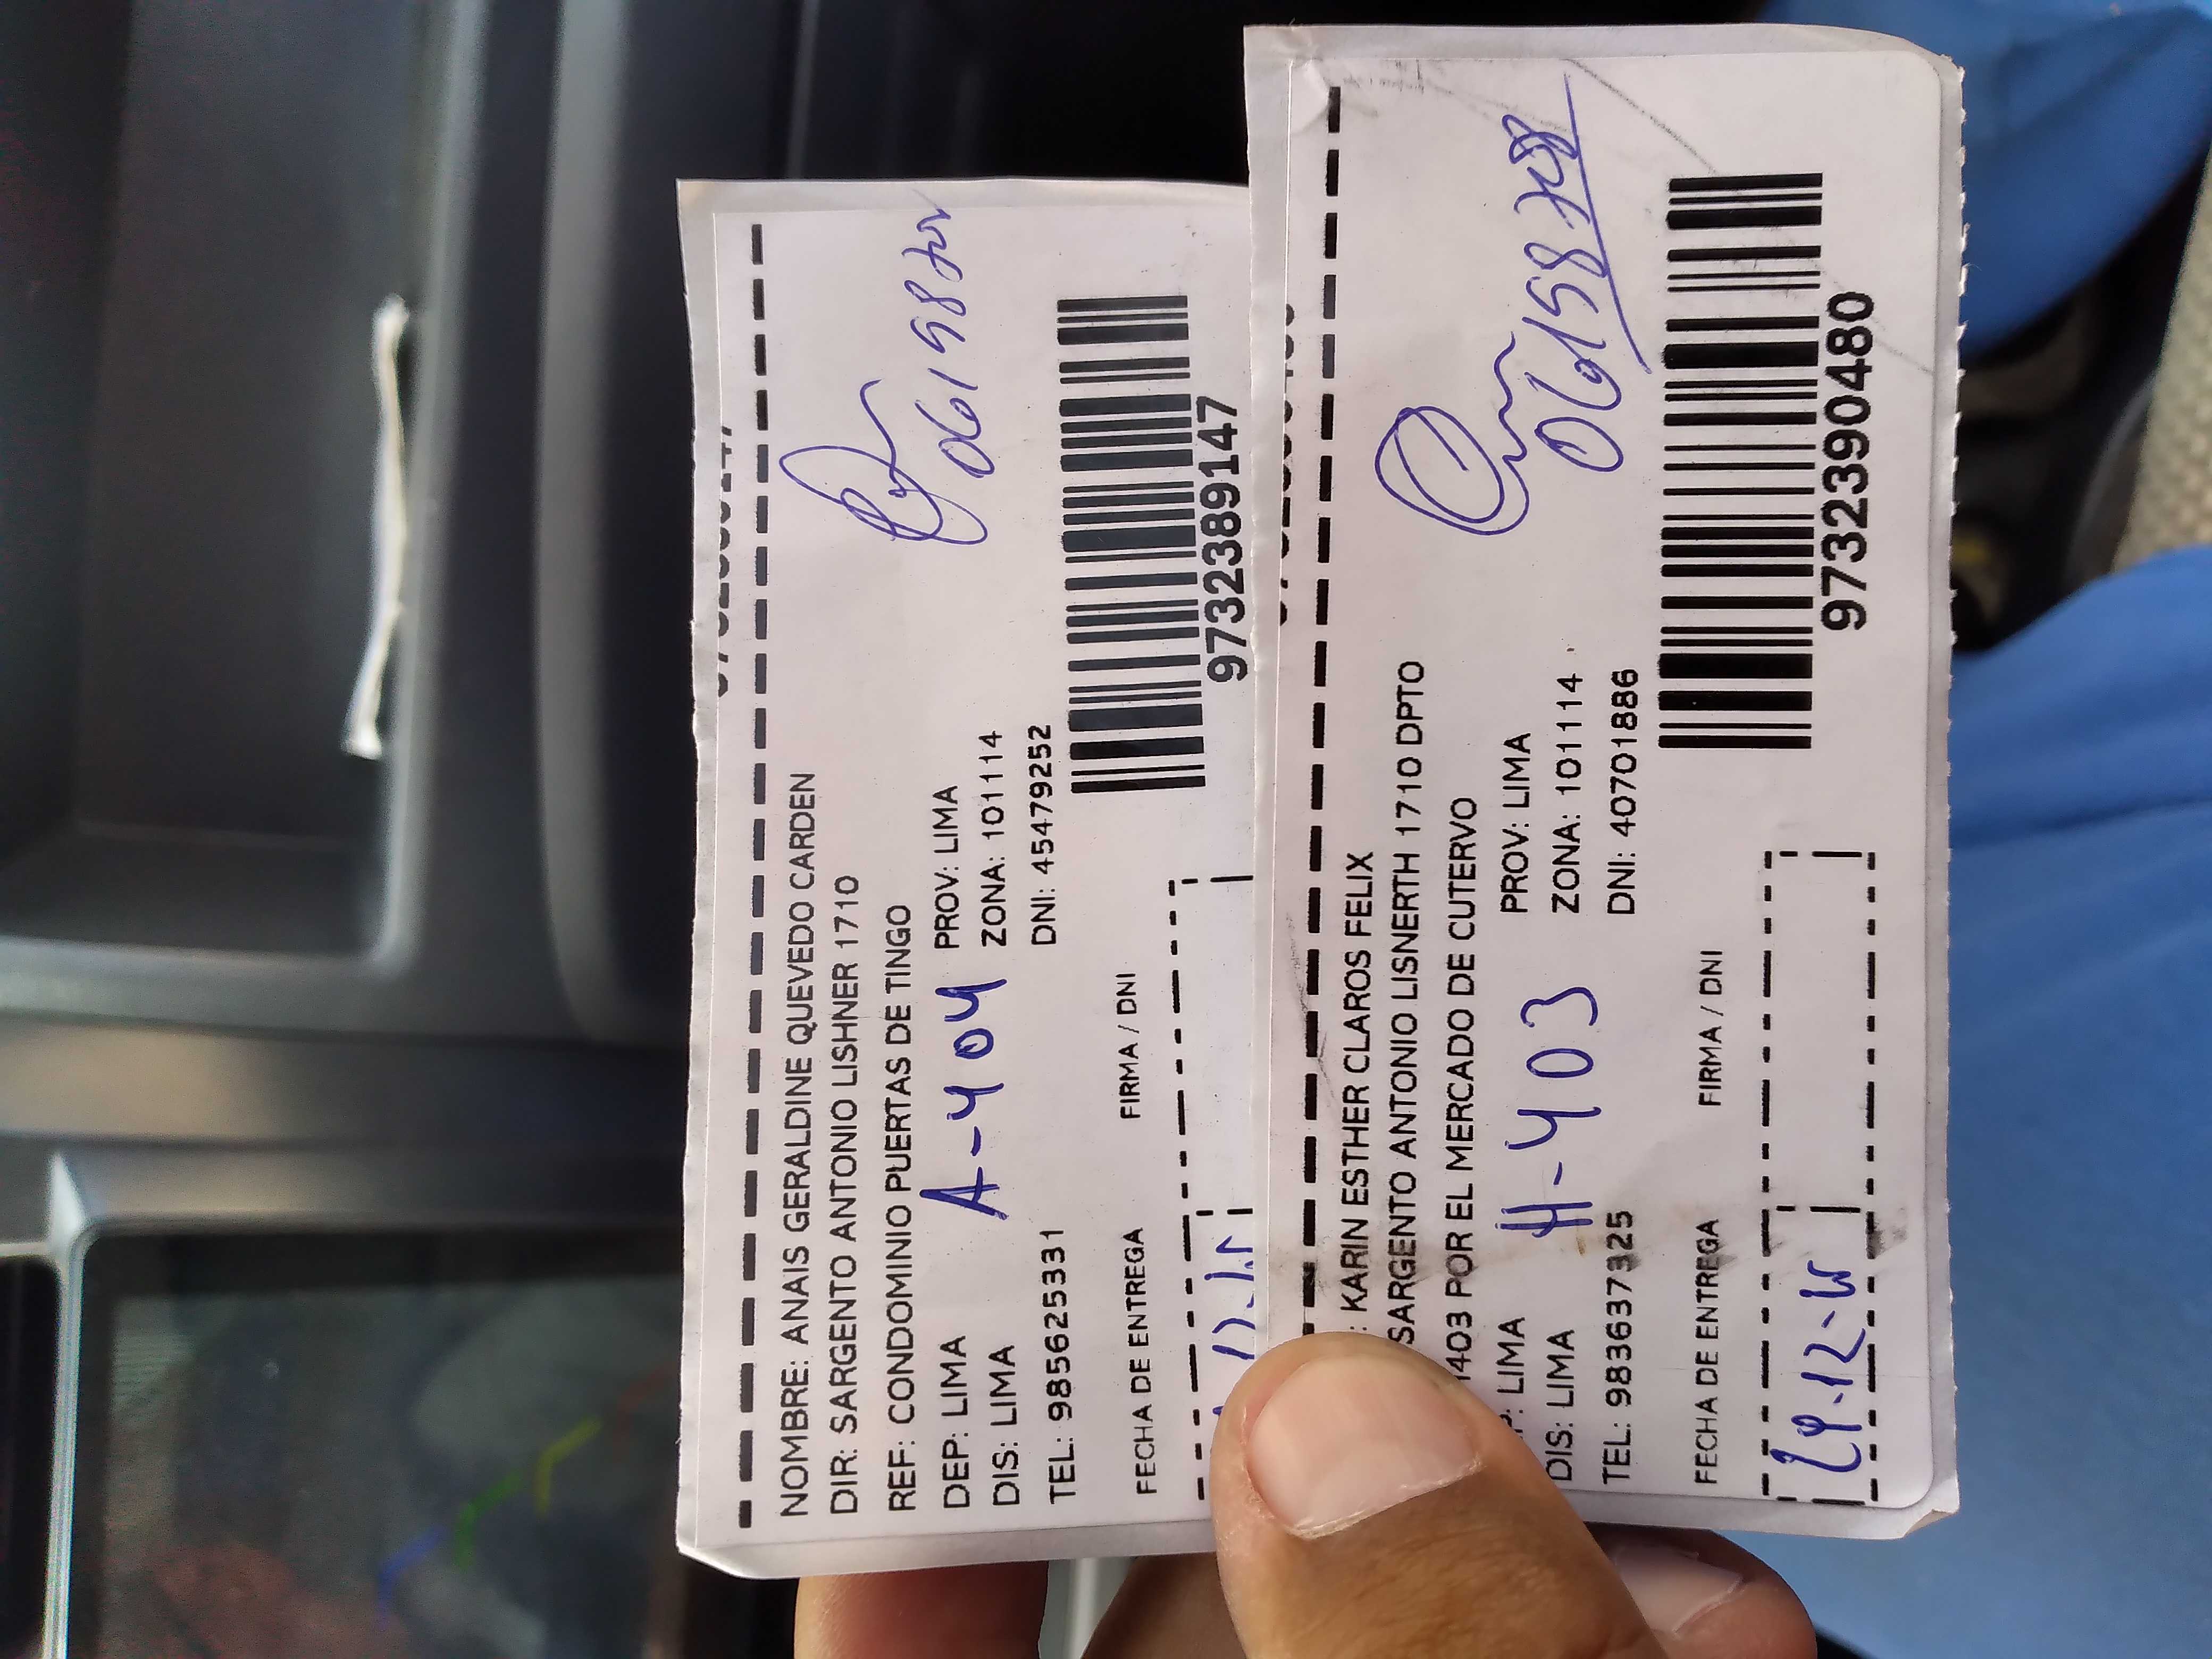 NOMBRE: ANAIS GERALDINE QUEVEDO CARDEN
DIR: SARGENTO ANTONIO LISHNER 1710
REF: CONDOMINIO PUERTAS DE TINGO
DEP: LIMA PROV: LIMA
DIS: LIMA ZONA: 101114
A-404
TEL: 985625331 DNI: 45479252
FECHA DE ENTREGA FIRMA / DNI
9732389147
: KARIN ESTHER CLAROS FELIX
SARGENTO ANTONIO LISNERTH 1710 DPTO
1403 POR EL MERCADO DE CUTERVO
P: LIMA PROV: LIMA
DIS: LIMA ZONA: 101114
H-403
TEL: 983637325 DNI: 40701886
FECHA DE ENTREGA FIRMA / DNI
9732390480